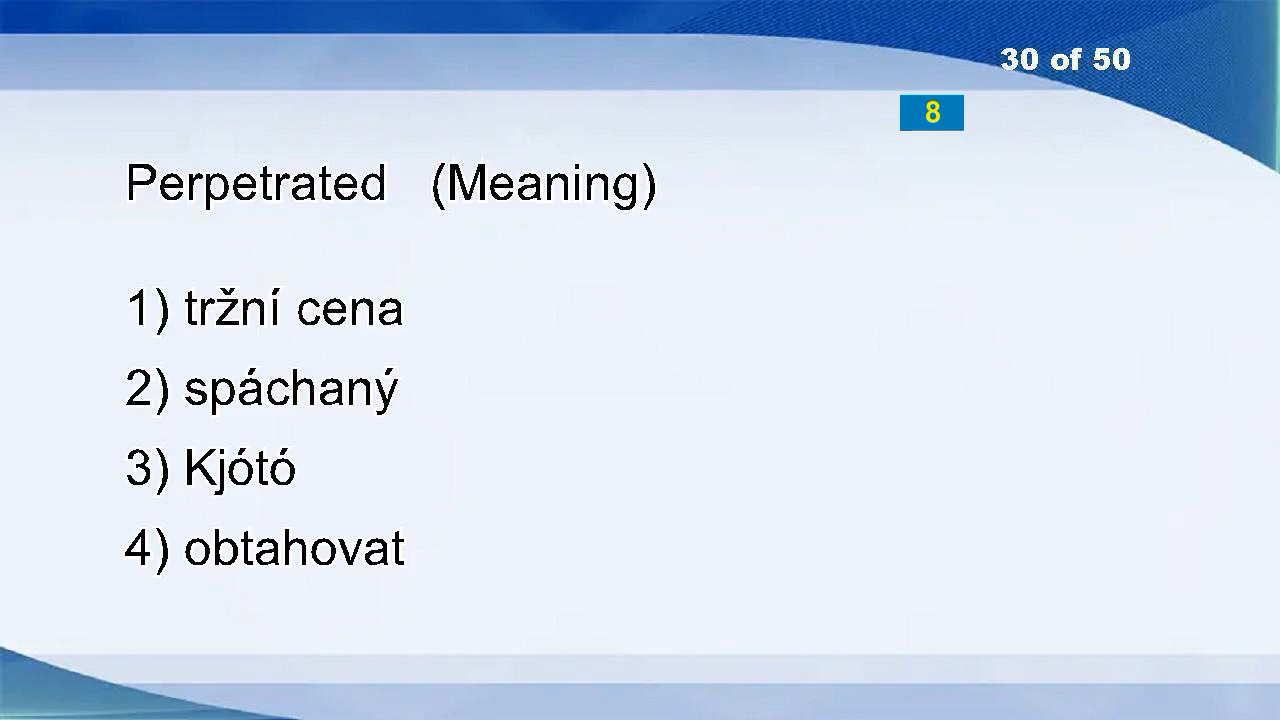 30 of 50
8
Perpetrated (Meaning)
1) tržní cena
2) spáchaný
3) Kjótó
4) obtahovat